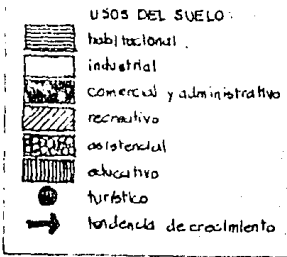 USOS DEL SUELO:
habitacional
industrial
comercial y administrativo
recreativo
asistencial
educativo
turístico
tendencia de crecimiento